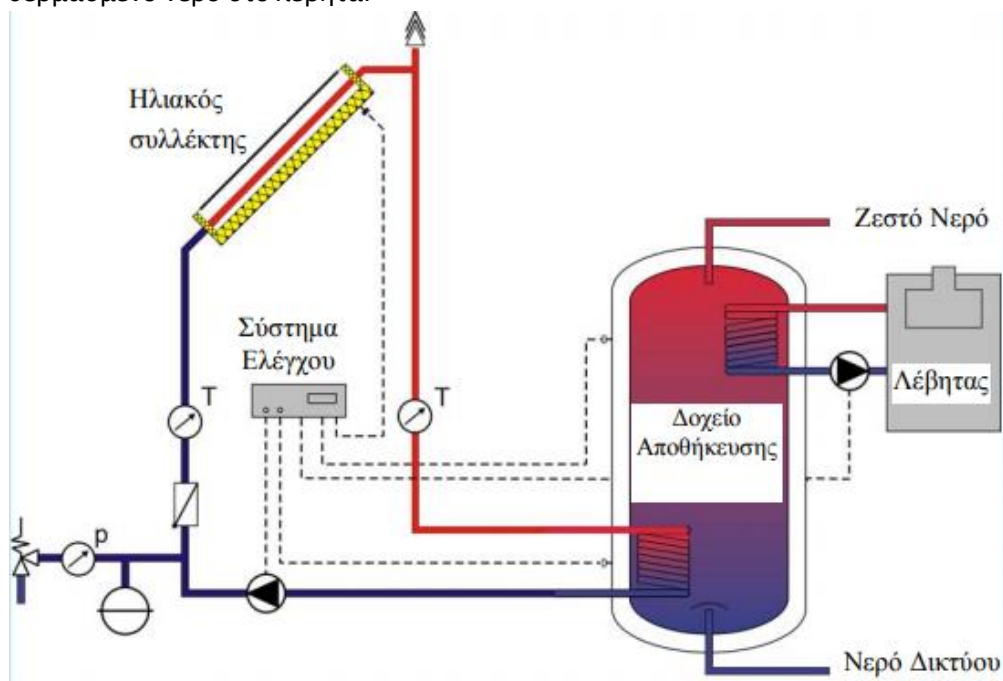 Ηλιακός
συλλέκτης
Ζεστό Νερό
Σύστημα
Ελέγχου
T
T
Λέβητας
Δοχείο
Αποθήκευσης
p
Νερό Δικτύου